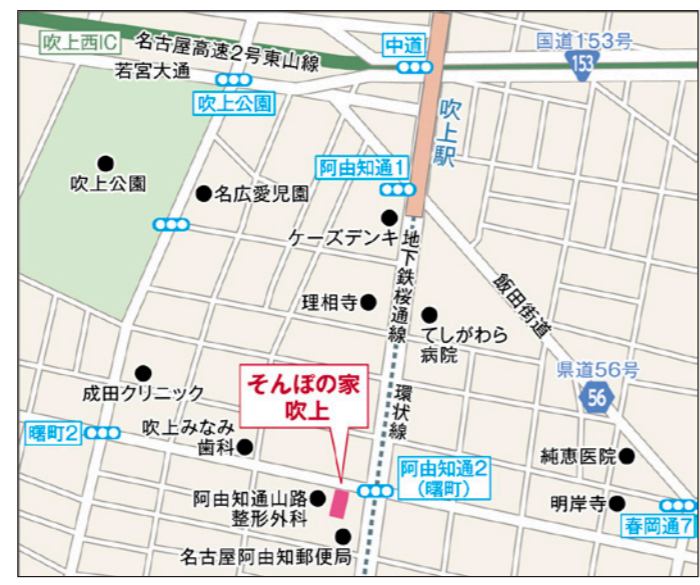 吹上西IC
名古屋高速2号東山線
若宮大通
中道
国道153号
153
吹上公園
吹上駅
吹上公園
阿由知通1
名広愛児園
ケーズデンキ
地下鉄桜通線
理相寺
てしがわら
病院
飯田街道
成田クリニック
そんぽの家
吹上
環状線
県道56号
56
曙町2
吹上みなみ
歯科
阿由知通2
(曙町)
純恵医院
阿由知通山路
整形外科
明岸寺
春岡通7
名古屋阿由知郵便局